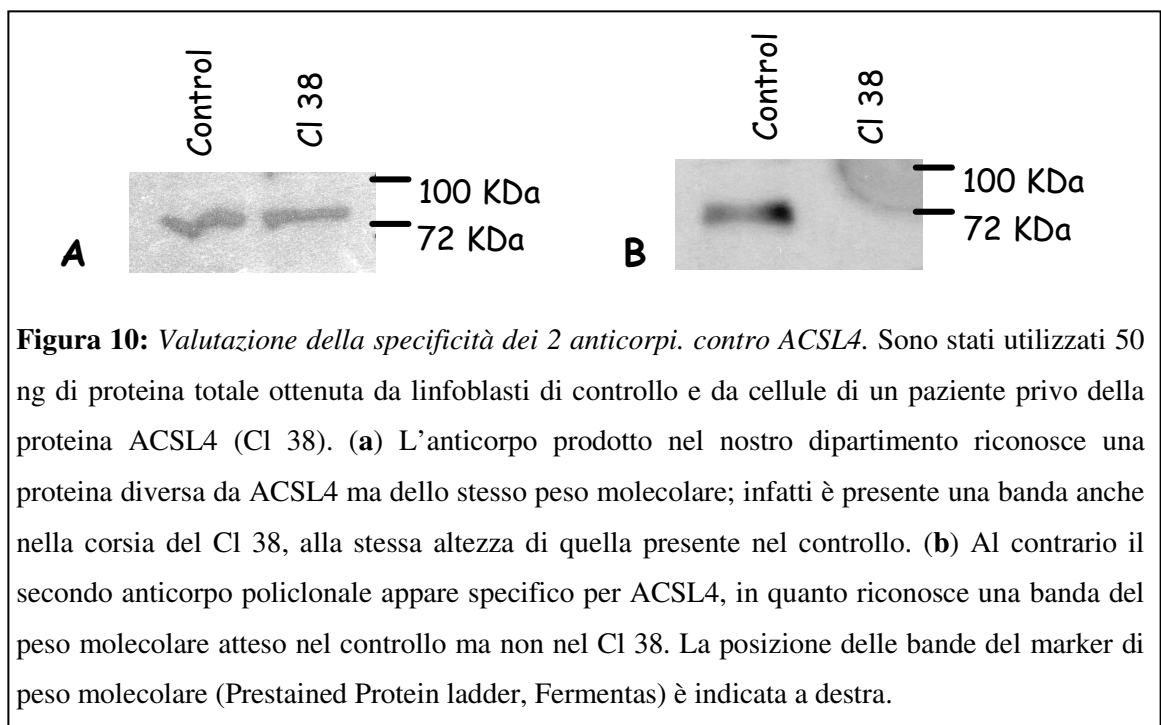 Control
Cl 38
100 KDa
72 KDa
A
Control
Cl 38
100 KDa
72 KDa
B
Figura 10: Valutazione della specificità dei 2 anticorpi. contro ACSL4. Sono stati utilizzati 50
ng di proteina totale ottenuta da linfoblasti di controllo e da cellule di un paziente privo della
proteina ACSL4 (Cl 38). (a) L'anticorpo prodotto nel nostro dipartimento riconosce una
proteina diversa da ACSL4 ma dello stesso peso molecolare; infatti è presente una banda anche
nella corsia del Cl 38, alla stessa altezza di quella presente nel controllo. (b) Al contrario il
secondo anticorpo policlonale appare specifico per ACSL4, in quanto riconosce una banda del
peso molecolare atteso nel controllo ma non nel Cl 38. La posizione delle bande del marker di
peso molecolare (Prestained Protein ladder, Fermentas) è indicata a destra.